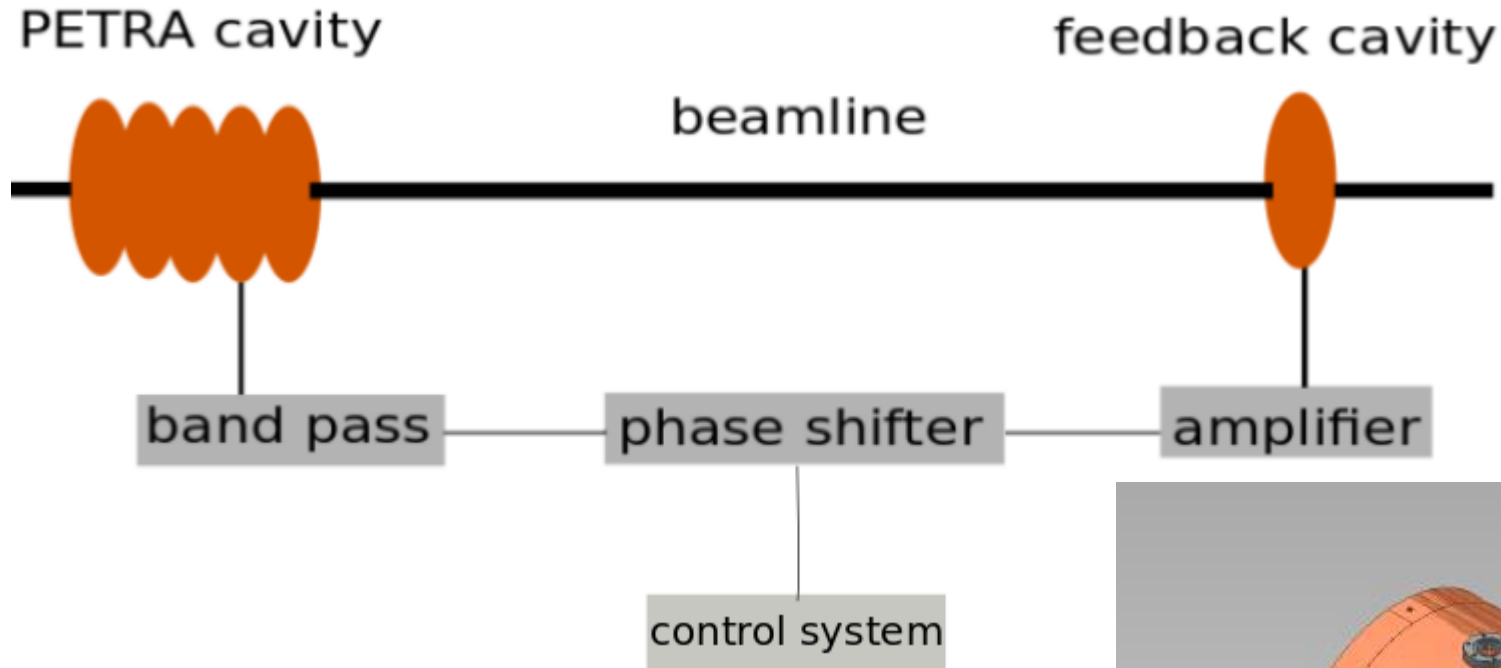 PETRA cavity
feedback cavity
beamline
band pass
phase shifter
amplifier
control system